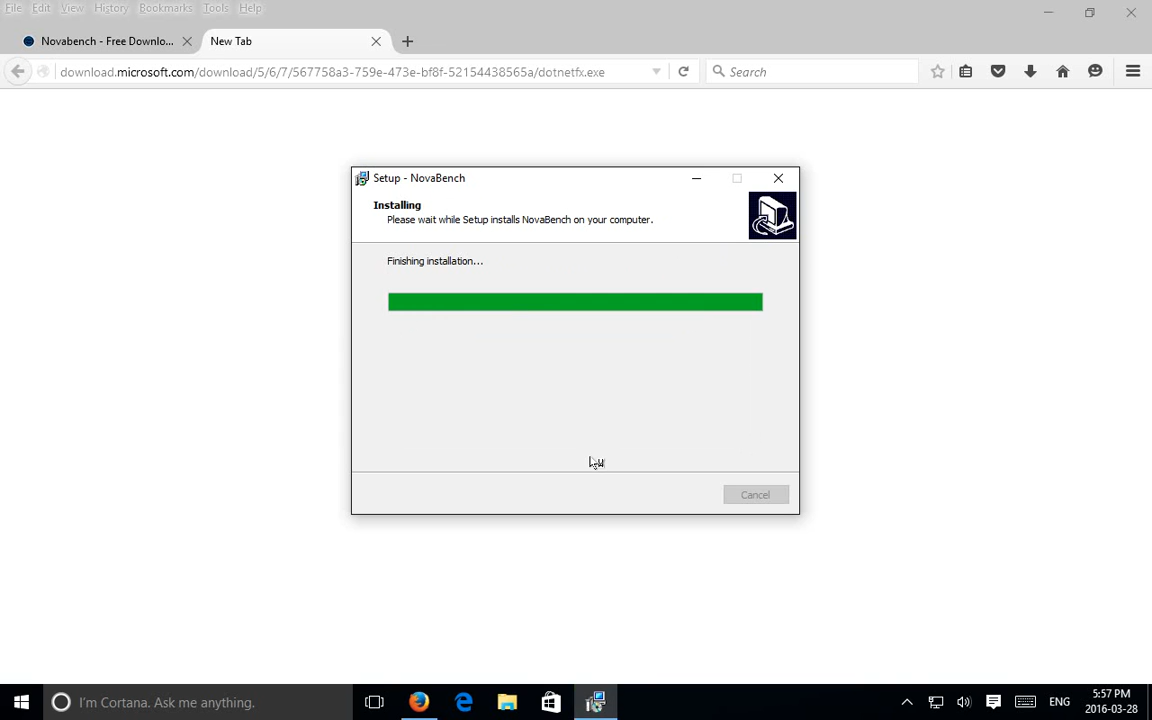 File Edit View History Bookmarks Tools Help
Novabench - Free Downlo...
New Tab
download.microsoft.com/download/5/6/7/567758a3-759e-473e-bf8f-52154438565a/dotnetfx.exe
Search
Setup - NovaBench
Installing
Please wait while Setup installs NovaBench on your computer.
Finishing installation...
Cancel
I'm Cortana. Ask me anything.
ENG
5:57 PM
2016-03-28